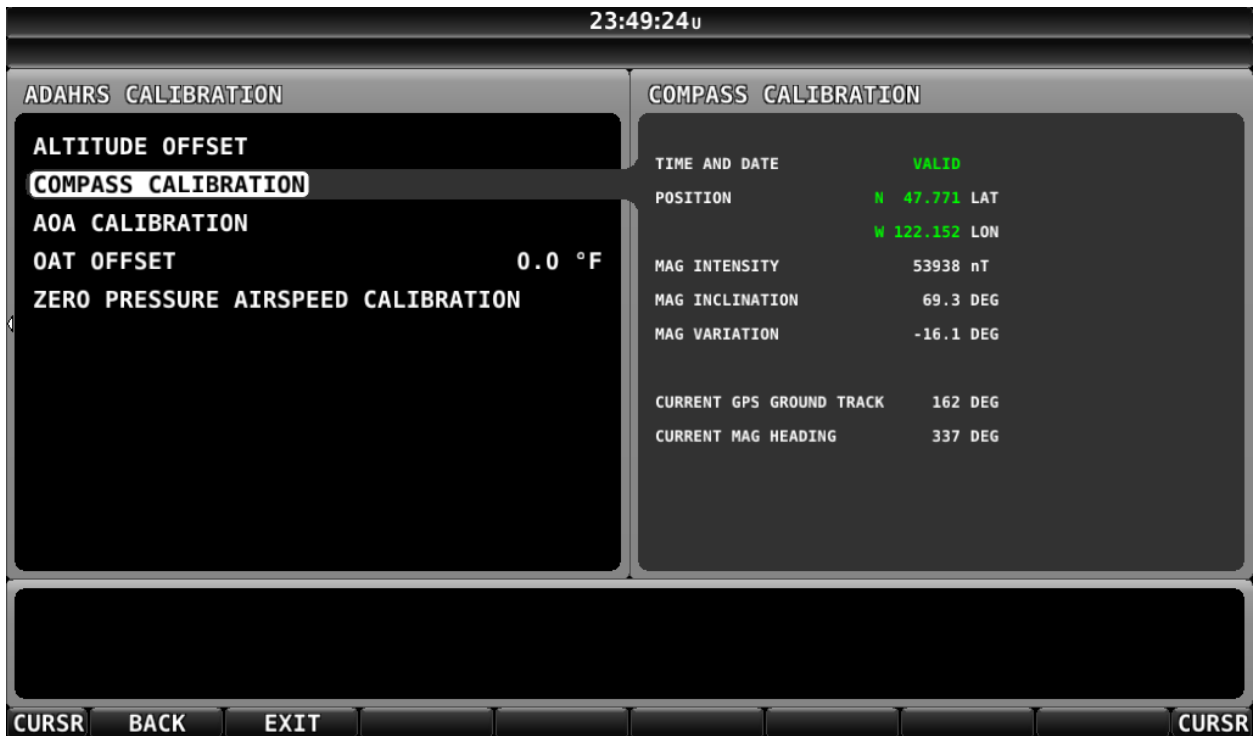 23:49:24U
ADAHRS CALIBRATION
ALTITUDE OFFSET
COMPASS CALIBRATION
AOA CALIBRATION
OAT OFFSET 0.0 °F
ZERO PRESSURE AIRSPEED CALIBRATION
COMPASS CALIBRATION
TIME AND DATE VALID
POSITION N 47.771 LAT
W 122.152 LON
MAG INTENSITY 53938 nT
MAG INCLINATION 69.3 DEG
MAG VARIATION -16.1 DEG
CURRENT GPS GROUND TRACK 162 DEG
CURRENT MAG HEADING 337 DEG
CURSR BACK EXIT CURSR